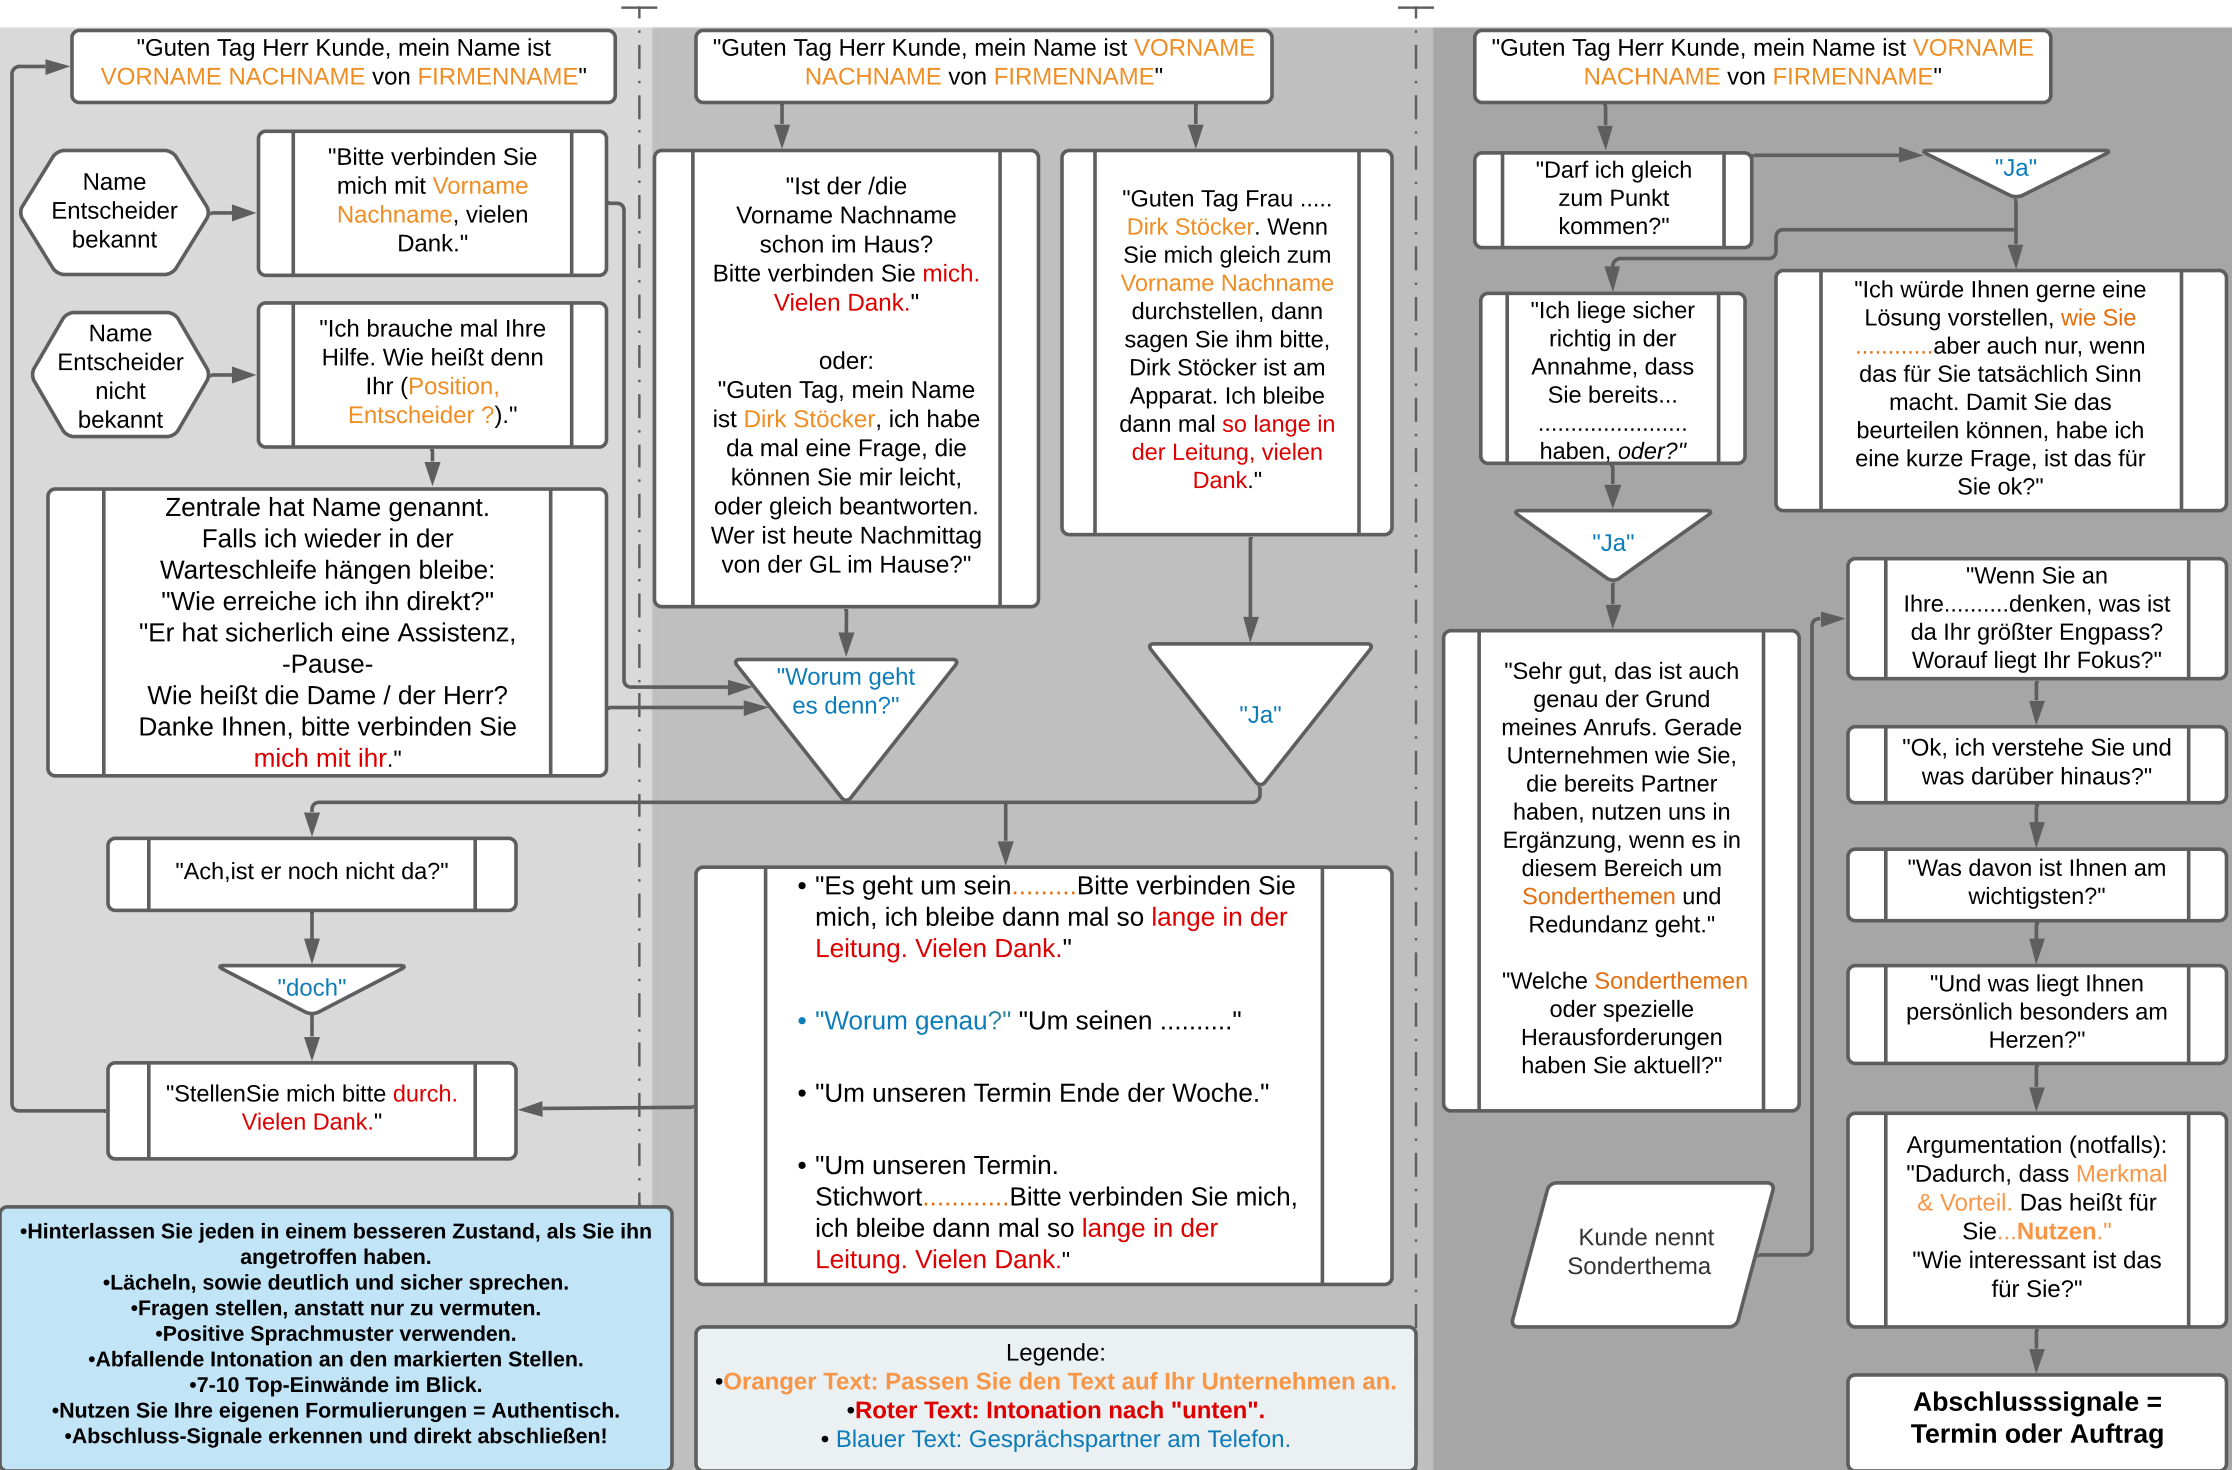 "Guten Tag Herr Kunde, mein Name ist
VORNAME NACHNAME von FIRMENNAME"
Name
Entscheider
bekannt
"Bitte verbinden Sie
mich mit Vorname
Nachname, vielen
Dank."
Name
Entscheider
nicht
bekannt
"Ich brauche mal Ihre
Hilfe. Wie heißt denn
Ihr (Position,
Entscheider ?)."
Zentrale hat Name genannt.
Falls ich wieder in der
Warteschleife hängen bleibe:
"Wie erreiche ich ihn direkt?"
"Er hat sicherlich eine Assistenz,
-Pause-
Wie heißt die Dame / der Herr?
Danke Ihnen, bitte verbinden Sie
mich mit ihr."
"Ach,ist er noch nicht da?"
"doch"
"StellenSie mich bitte durch.
Vielen Dank."
•Hinterlassen Sie jeden in einem besseren Zustand, als Sie ihn
angetroffen haben.
•Lächeln, sowie deutlich und sicher sprechen.
•Fragen stellen, anstatt nur zu vermuten.
•Positive Sprachmuster verwenden.
•Abfallende Intonation an den markierten Stellen.
•7-10 Top-Einwände im Blick.
•Nutzen Sie Ihre eigenen Formulierungen = Authentisch.
•Abschluss-Signale erkennen und direkt abschließen!
"Guten Tag Herr Kunde, mein Name ist VORNAME
NACHNAME von FIRMENNAME"
"Ist der /die
Vorname Nachname
schon im Haus?
Bitte verbinden Sie mich.
Vielen Dank."
oder:
"Guten Tag, mein Name
ist Dirk Stöcker, ich habe
da mal eine Frage, die
können Sie mir leicht,
oder gleich beantworten.
Wer ist heute Nachmittag
von der GL im Hause?"
"Guten Tag Frau .....
Dirk Stöcker. Wenn
Sie mich gleich zum
Vorname Nachname
durchstellen, dann
sagen Sie ihm bitte,
Dirk Stöcker ist am
Apparat. Ich bleibe
dann mal so lange in
der Leitung, vielen
Dank."
"Worum geht
es denn?"
"Ja"
• "Es geht um sein.........Bitte verbinden Sie
mich, ich bleibe dann mal so lange in der
Leitung. Vielen Dank."
• "Worum genau?" "Um seinen .........."
• "Um unseren Termin Ende der Woche."
• "Um unseren Termin.
Stichwort............Bitte verbinden Sie mich,
ich bleibe dann mal so lange in der
Leitung. Vielen Dank."
Legende:
•Oranger Text: Passen Sie den Text auf Ihr Unternehmen an.
•Roter Text: Intonation nach "unten".
• Blauer Text: Gesprächspartner am Telefon.
"Guten Tag Herr Kunde, mein Name ist VORNAME
NACHNAME von FIRMENNAME"
"Darf ich gleich
zum Punkt
kommen?"
"Ja"
"Ich liege sicher
richtig in der
Annahme, dass
Sie bereits...
.......................
haben, oder?"
"Ich würde Ihnen gerne eine
Lösung vorstellen, wie Sie
............aber auch nur, wenn
das für Sie tatsächlich Sinn
macht. Damit Sie das
beurteilen können, habe ich
eine kurze Frage, ist das für
Sie ok?"
"Ja"
"Sehr gut, das ist auch
genau der Grund
meines Anrufs. Gerade
Unternehmen wie Sie,
die bereits Partner
haben, nutzen uns in
Ergänzung, wenn es in
diesem Bereich um
Sonderthemen und
Redundanz geht."
"Welche Sonderthemen
oder spezielle
Herausforderungen
haben Sie aktuell?"
Kunde nennt
Sonderthema
"Wenn Sie an
Ihre..........denken, was ist
da Ihr größter Engpass?
Worauf liegt Ihr Fokus?"
"Ok, ich verstehe Sie und
was darüber hinaus?"
"Was davon ist Ihnen am
wichtigsten?"
"Und was liegt Ihnen
persönlich besonders am
Herzen?"
Argumentation (notfalls):
"Dadurch, dass Merkmal
& Vorteil. Das heißt für
Sie...Nutzen."
"Wie interessant ist das
für Sie?"
Abschlusssignale =
Termin oder Auftrag